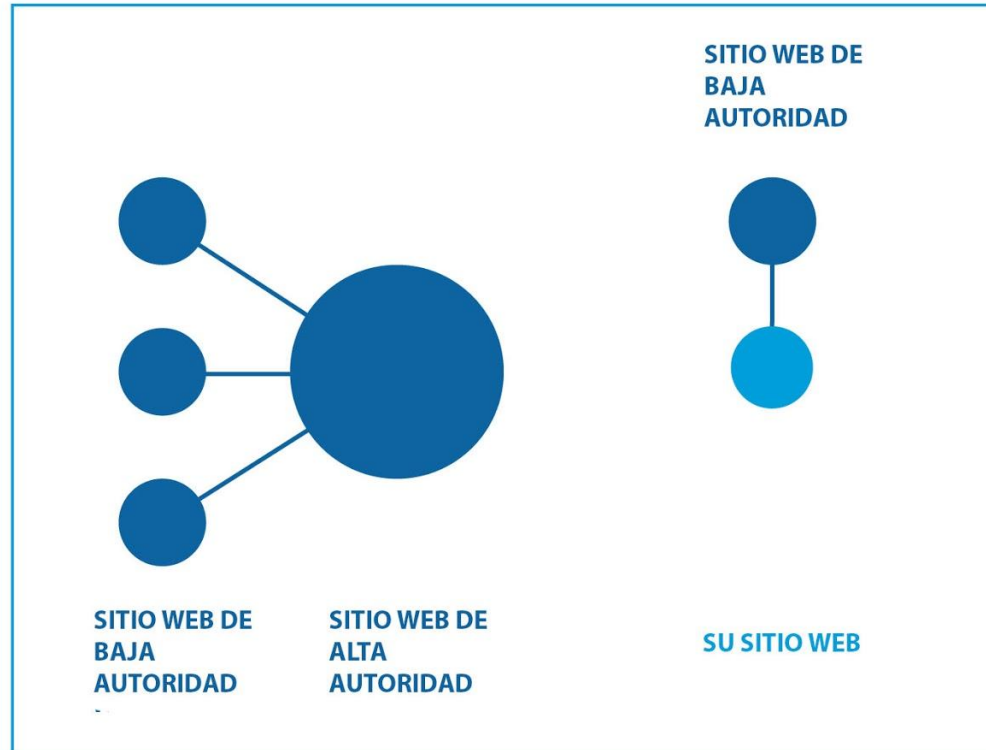 SITIO WEB DE
BAJA
AUTORIDAD
SITIO WEB DE
BAJA
AUTORIDAD
SITIO WEB DE
ALTA
AUTORIDAD
SU SITIO WEB